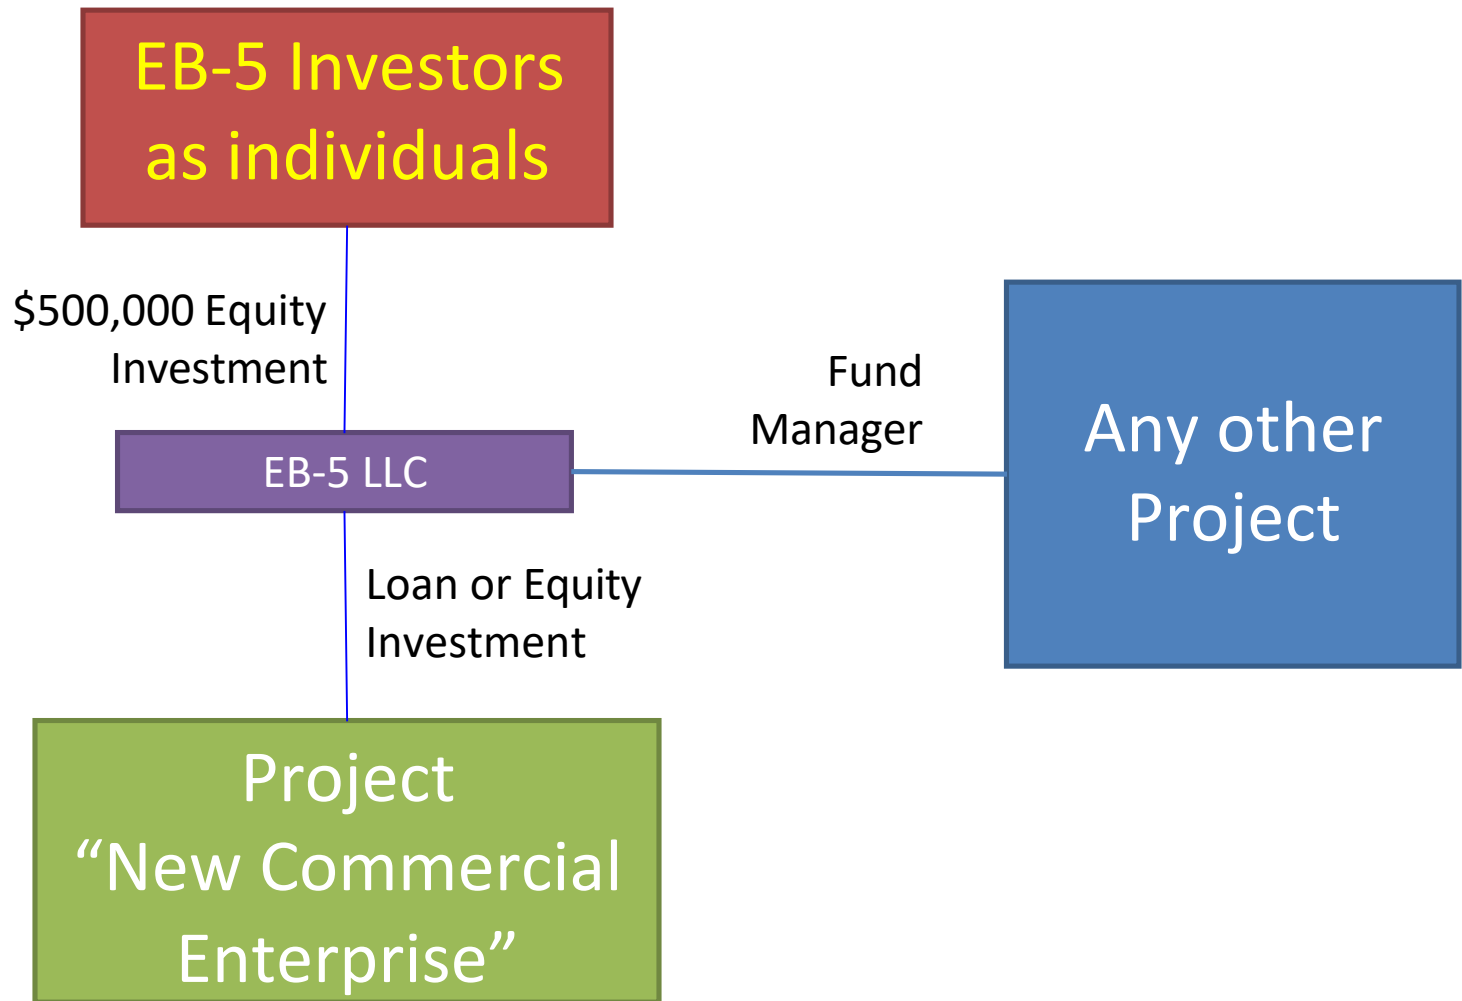 EB-5 Investors
as individuals
$500,000 Equity
Investment
Fund
Manager
Any other
Project
EB-5 LLC
Loan or Equity
Investment
Project
“New Commercial
Enterprise”